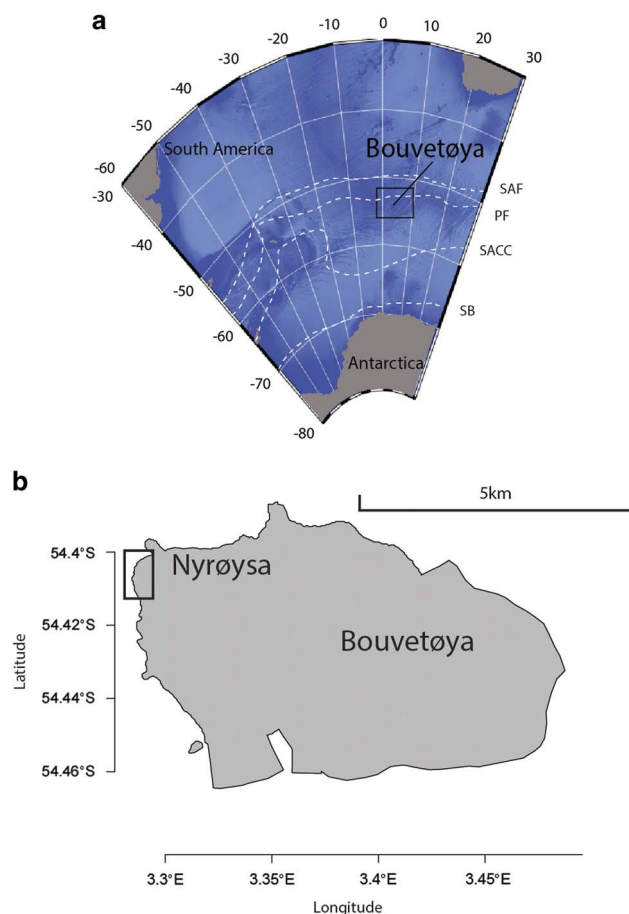 a
-60
-50
-40
-30
-20
-10
0
10
20
30
-30
-40
-50
-60
-70
-80
South America
Bouvetøya
SAF
PF
SACC
SB
Antarctica
b
5km
54.4°S
54.42°S
54.44°S
54.46°S
Latitude
Nyrøysa
Bouvetøya
3.3°E 3.35°E 3.4°E 3.45°E
Longitude